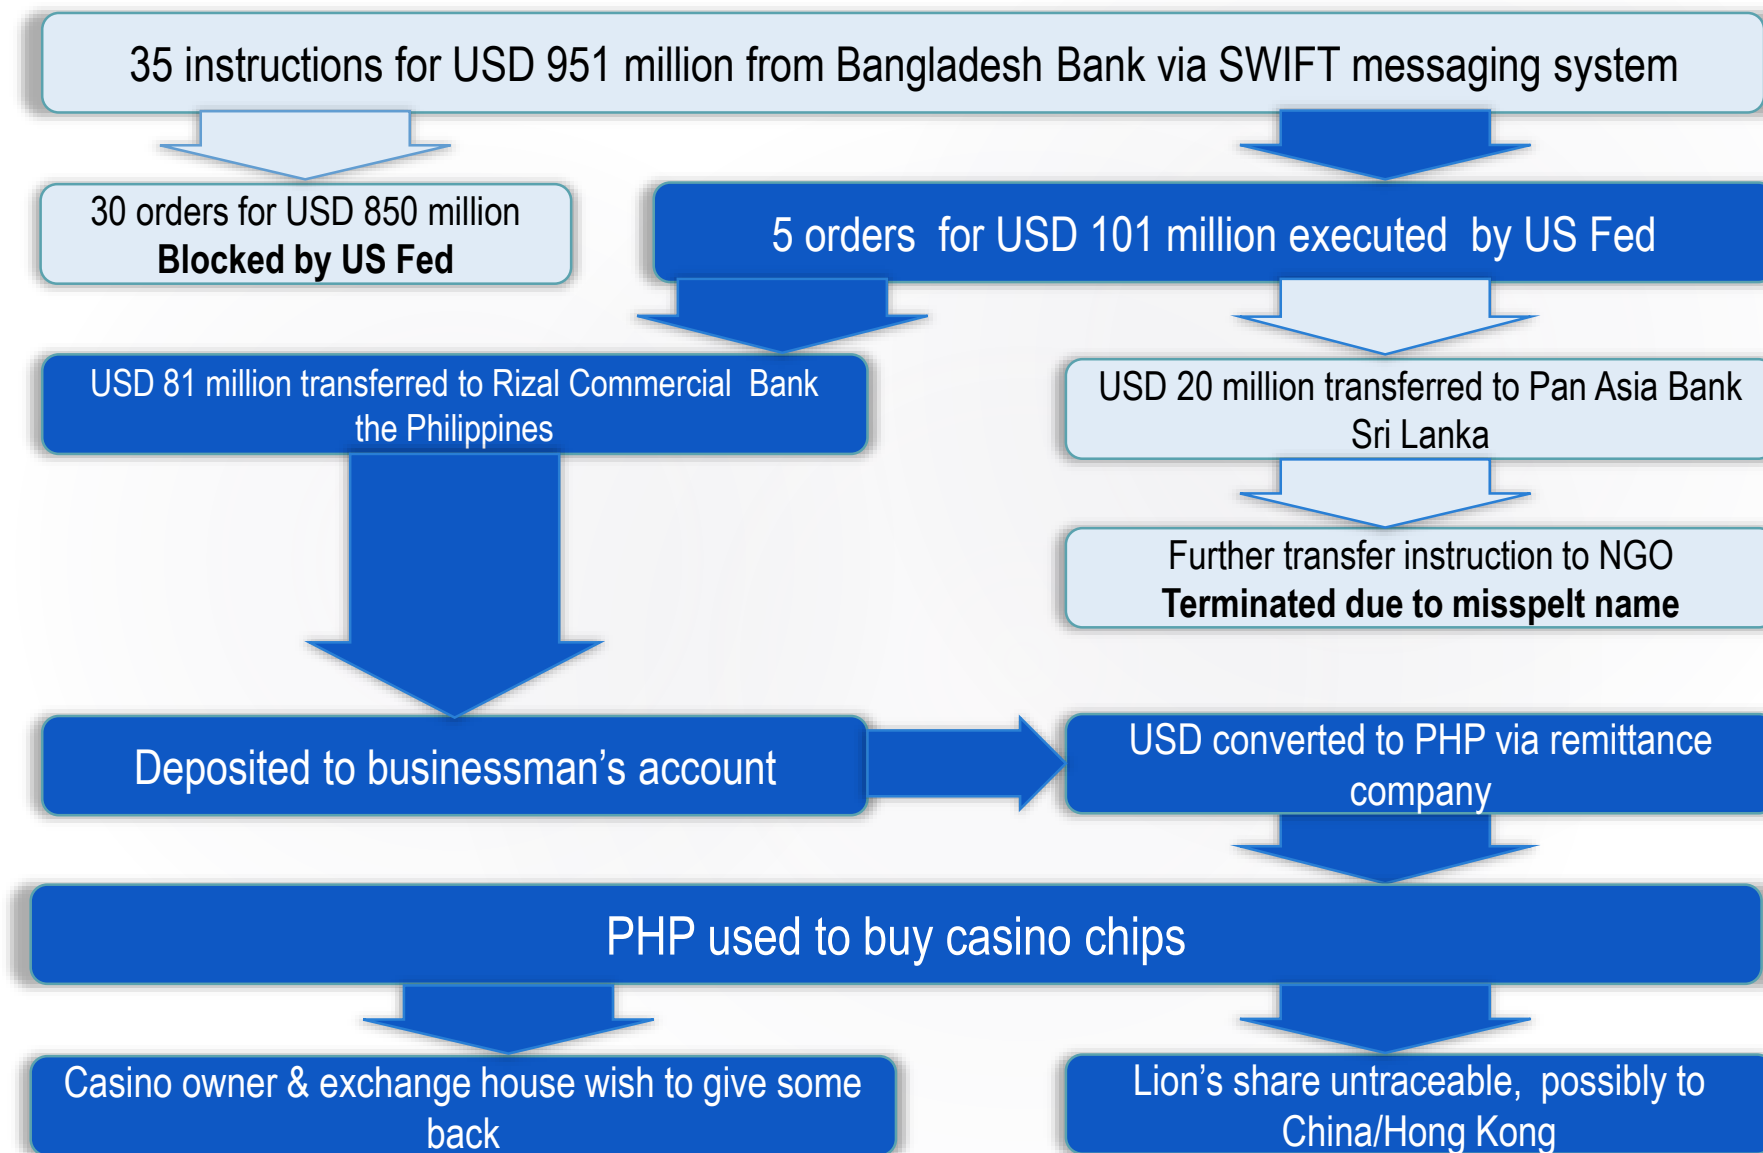 35 instructions for USD 951 million from Bangladesh Bank via SWIFT messaging system
30 orders for USD 850 million
Blocked by US Fed
5 orders for USD 101 million executed by US Fed
USD 81 million transferred to Rizal Commercial Bank
the Philippines
USD 20 million transferred to Pan Asia Bank
Sri Lanka
Further transfer instruction to NGO
Terminated due to misspelt name
Deposited to businessman’s account
USD converted to PHP via remittance
company
PHP used to buy casino chips
Casino owner & exchange house wish to give some
back
Lion’s share untraceable, possibly to
China/Hong Kong